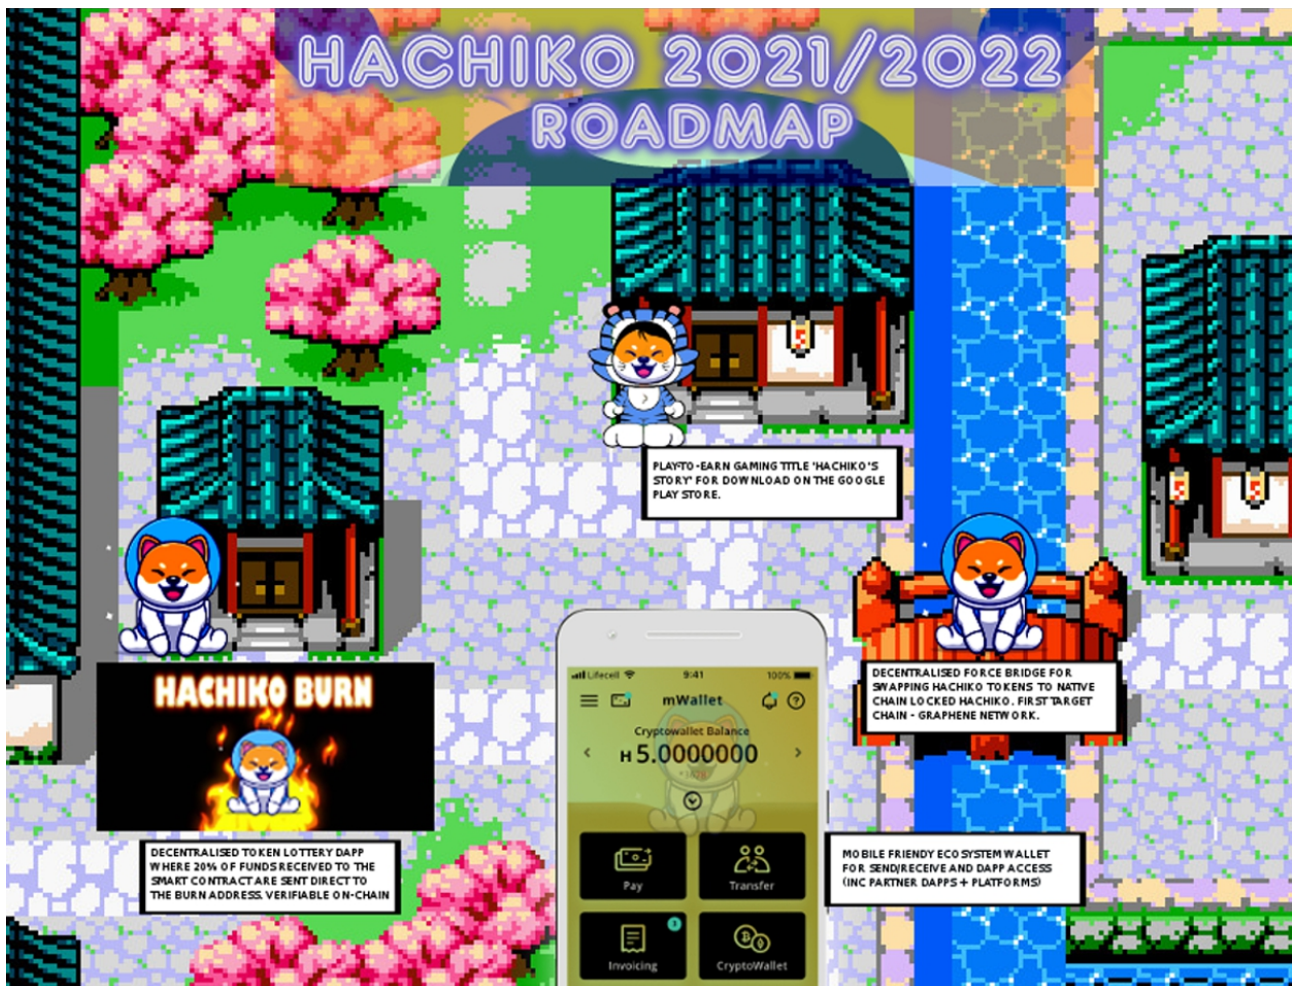 HACHIKO 2021/2022
ROADMAP
PLAY-TO-EARN GAMING TITLE 'HACHIKO'S
STORY' FOR DOWNLOAD ON THE GOOGLE
PLAY STORE.
DECENTRALISED FORCE BRIDGE FOR
SWAPPING HACHIKO TOKENS TO NATIVE
CHAIN LOCKED HACHIKO. FIRST TARGET
CHAIN - GRAPHENE NETWORK.
HACHIKO BURN
DECENTRALISED TOKEN LOTTERY DAPP
WHERE 20% OF FUNDS RECEIVED TO THE
SMART CONTRACT ARE SENT DIRECT TO
THE BURN ADDRESS. VERIFIABLE ON-CHAIN
Lifecell 9:41 100%
mWallet
Cryptowallet Balance
H 5.0000000
Pay Transfer
Invoicing CryptoWallet
MOBILE FRIENDY ECOSYSTEM WALLET
FOR SEND/RECEIVE AND DAPP ACCESS
(INC PARTNER DAPPS + PLATFORMS)